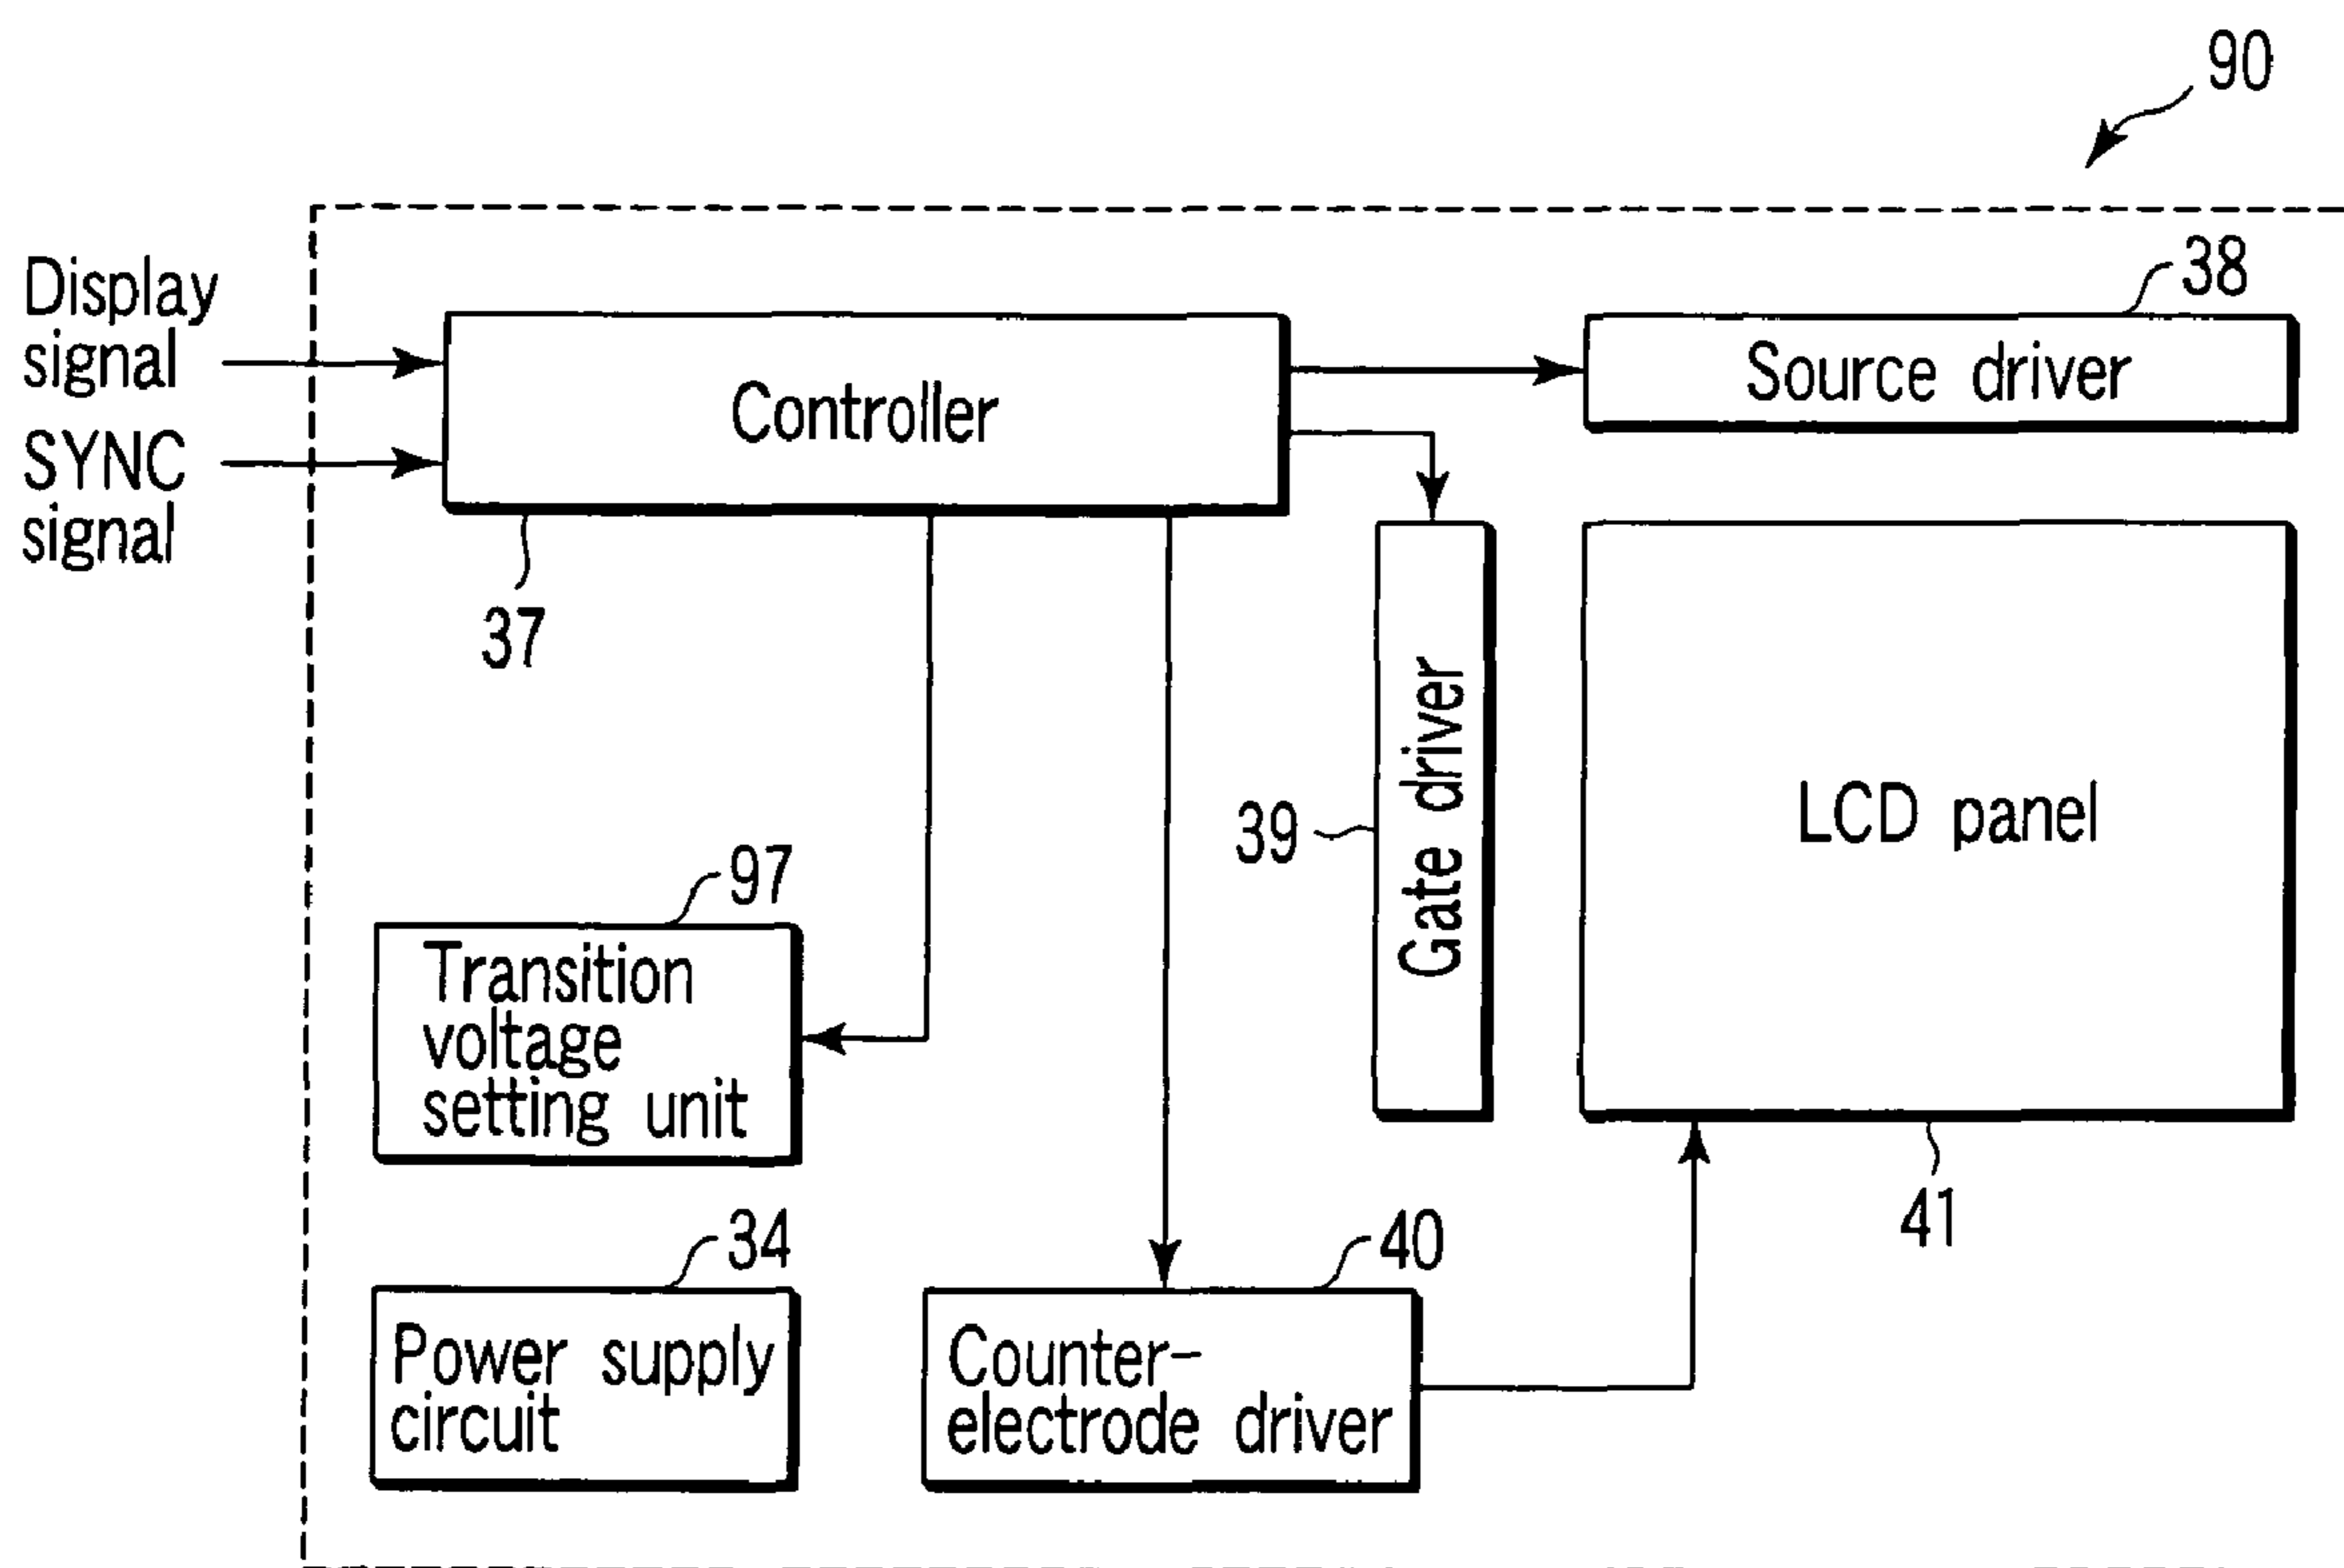 90
Display
signal
SYNC
signal
Controller
37
38
Source driver
39
Gate driver
LCD panel
41
97
Transition
voltage
setting unit
34
Power supply
circuit
40
Counter-
electrode driver